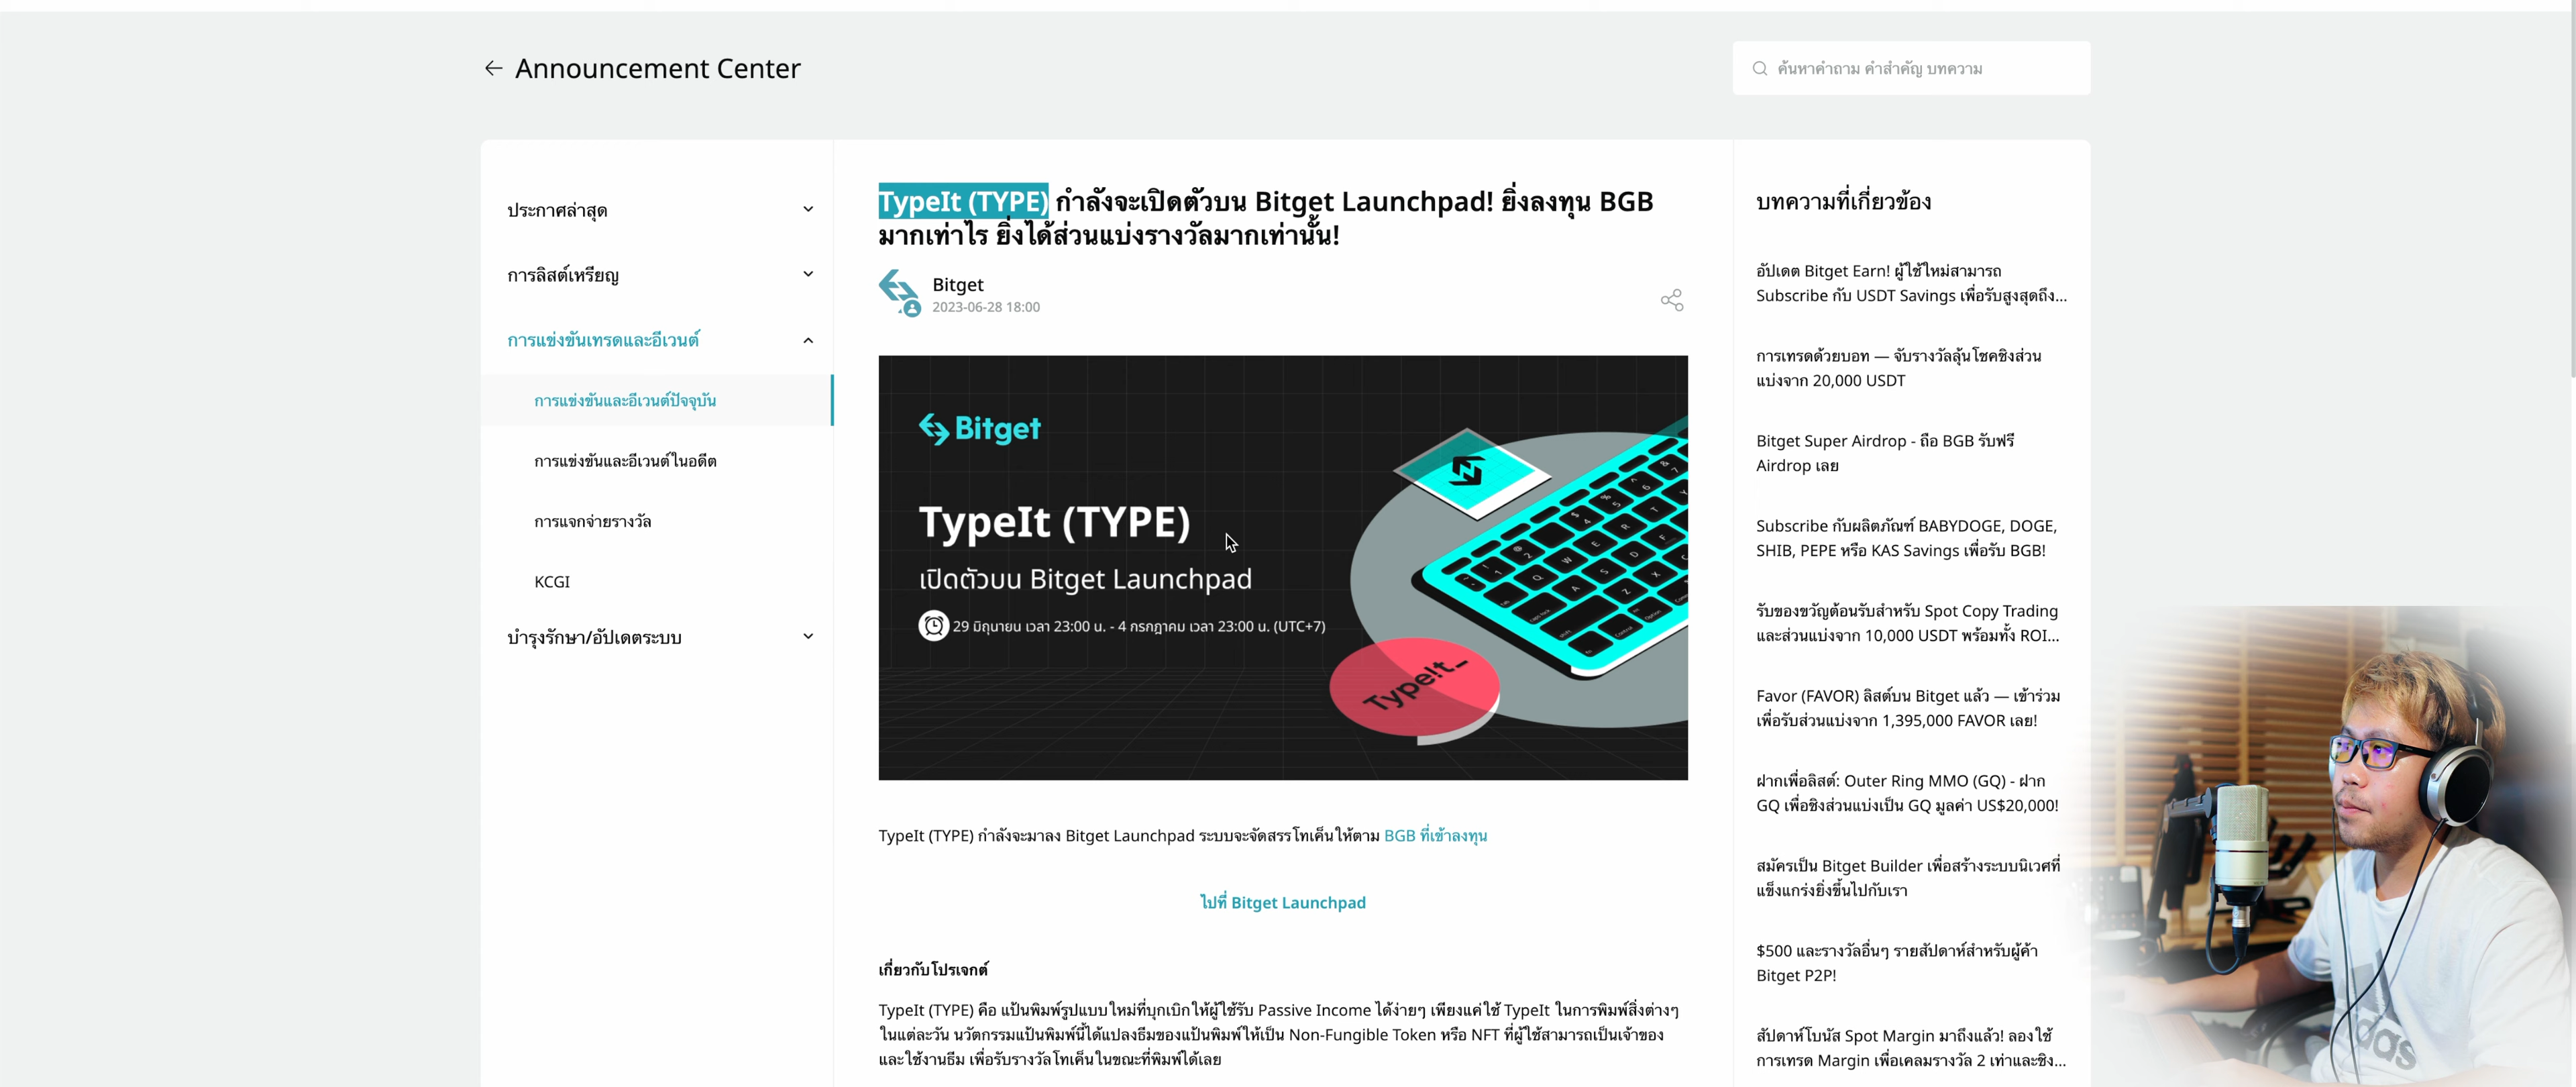 Announcement Center
ค้นหาคำถาม คำสำคัญ บทความ
ประกาศล่าสุด
การลิสต์เหรียญ
การแข่งขันเทรดและอีเวนต์
การแข่งขันและอีเวนต์ปัจจุบัน
การแข่งขันและอีเวนต์ในอดีต
การแจกจ่ายรางวัล
KCGI
บำรุงรักษา/อัปเดตระบบ
TypeIt (TYPE) กำลังจะเปิดตัวบน Bitget Launchpad! ยิ่งลงทุน BGB
มากเท่าไร ยิ่งได้ส่วนแบ่งรางวัลมากเท่านั้น!
Bitget
2023-06-28 18:00
Bitget
TypeIt (TYPE)
เปิดตัวบน Bitget Launchpad
29 มิถุนายน เวลา 23:00 น. - 4 กรกฎาคม เวลา 23:00 น. (UTC+7)
TypeIt_
TypeIt (TYPE) กำลังจะมาลง Bitget Launchpad ระบบจะจัดสรรโทเค็นให้ตาม BGB ที่เข้าลงทุน
ไปที่ Bitget Launchpad
เกี่ยวกับโปรเจกต์
TypeIt (TYPE) คือ แป้นพิมพ์รูปแบบใหม่ที่บุกเบิกให้ผู้ใช้รับ Passive Income ได้ง่ายๆ เพียงแค่ใช้ TypeIt ในการพิมพ์สิ่งต่างๆ
ในแต่ละวัน นวัตกรรมแป้นพิมพ์นี้ได้แปลงธีมของแป้นพิมพ์ให้เป็น Non-Fungible Token หรือ NFT ที่ผู้ใช้สามารถเป็นเจ้าของ
และใช้งานธีม เพื่อรับรางวัลโทเค็นในขณะที่พิมพ์ได้เลย
บทความที่เกี่ยวข้อง
อัปเดต Bitget Earn! ผู้ใช้ใหม่สามารถ
Subscribe กับ USDT Savings เพื่อรับสูงสุดถึง...
การเทรดด้วยบอท — จับรางวัลลุ้นโชคชิงส่วน
แบ่งจาก 20,000 USDT
Bitget Super Airdrop - ถือ BGB รับฟรี
Airdrop เลย
Subscribe กับผลิตภัณฑ์ BABYDOGE, DOGE,
SHIB, PEPE หรือ KAS Savings เพื่อรับ BGB!
รับของขวัญต้อนรับสำหรับ Spot Copy Trading
และส่วนแบ่งจาก 10,000 USDT พร้อมทั้ง ROI...
Favor (FAVOR) ลิสต์บน Bitget แล้ว — เข้าร่วม
เพื่อรับส่วนแบ่งจาก 1,395,000 FAVOR เลย!
ฝากเพื่อลิสต์: Outer Ring MMO (GQ) - ฝาก
GQ เพื่อชิงส่วนแบ่งเป็น GQ มูลค่า US$20,000!
สมัครเป็น Bitget Builder เพื่อสร้างระบบนิเวศที่
แข็งแกร่งยิ่งขึ้นไปกับเรา
$500 และรางวัลอื่นๆ รายสัปดาห์สำหรับผู้ค้า
Bitget P2P!
สัปดาห์โบนัส Spot Margin มาถึงแล้ว! ลองใช้
การเทรด Margin เพื่อเคลมรางวัล 2 เท่าและชิง...